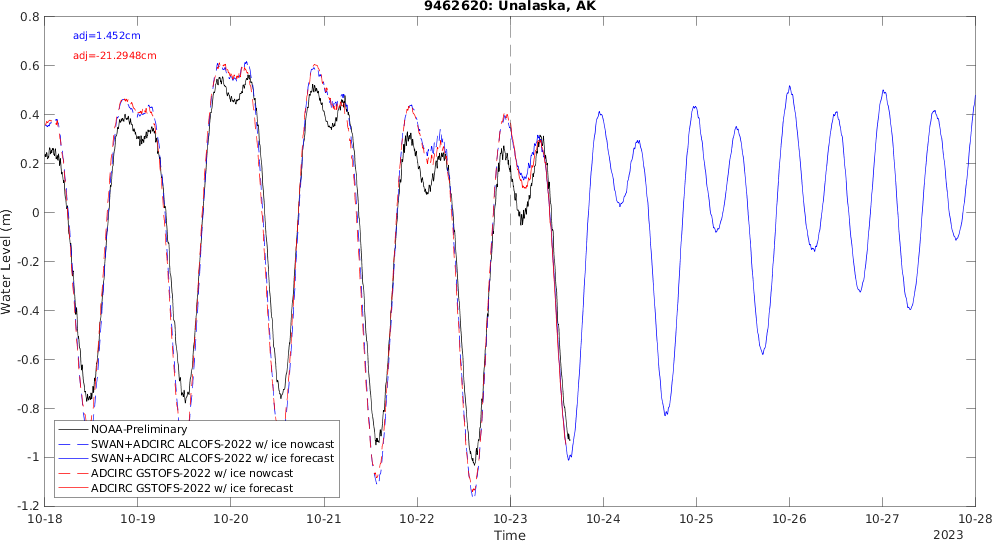 9462620: Unalaska, AK
adj=1.452cm
adj=-21.2948cm
Water Level (m)
0.8
0.6
0.4
0.2
0
-0.2
-0.4
-0.6
-0.8
-1
-1.2
NOAA-Preliminary
SWAN+ADCIRC ALCOFS-2022 w/ ice nowcast
SWAN+ADCIRC ALCOFS-2022 w/ ice forecast
ADCIRC GSTOFS-2022 w/ ice nowcast
ADCIRC GSTOFS-2022 w/ ice forecast
10-18 10-19 10-20 10-21 10-22 10-23 10-24 10-25 10-26 10-27 10-28
Time
2023